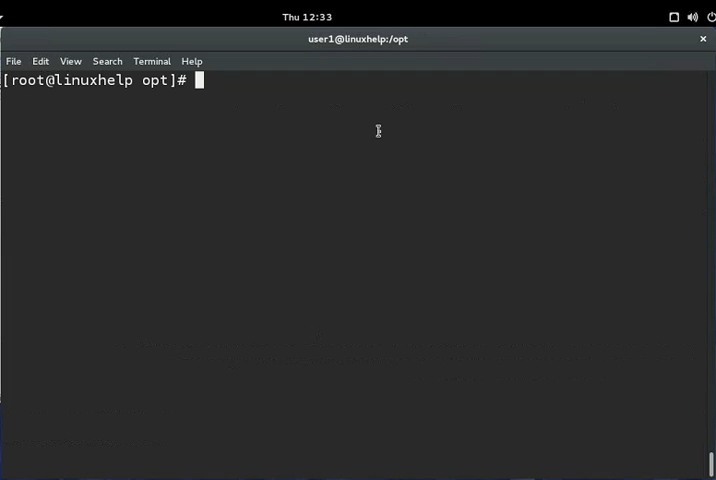 Thu 12:33
user1@linuxhelp:/opt
File Edit View Search Terminal Help
[root@linuxhelp opt]#